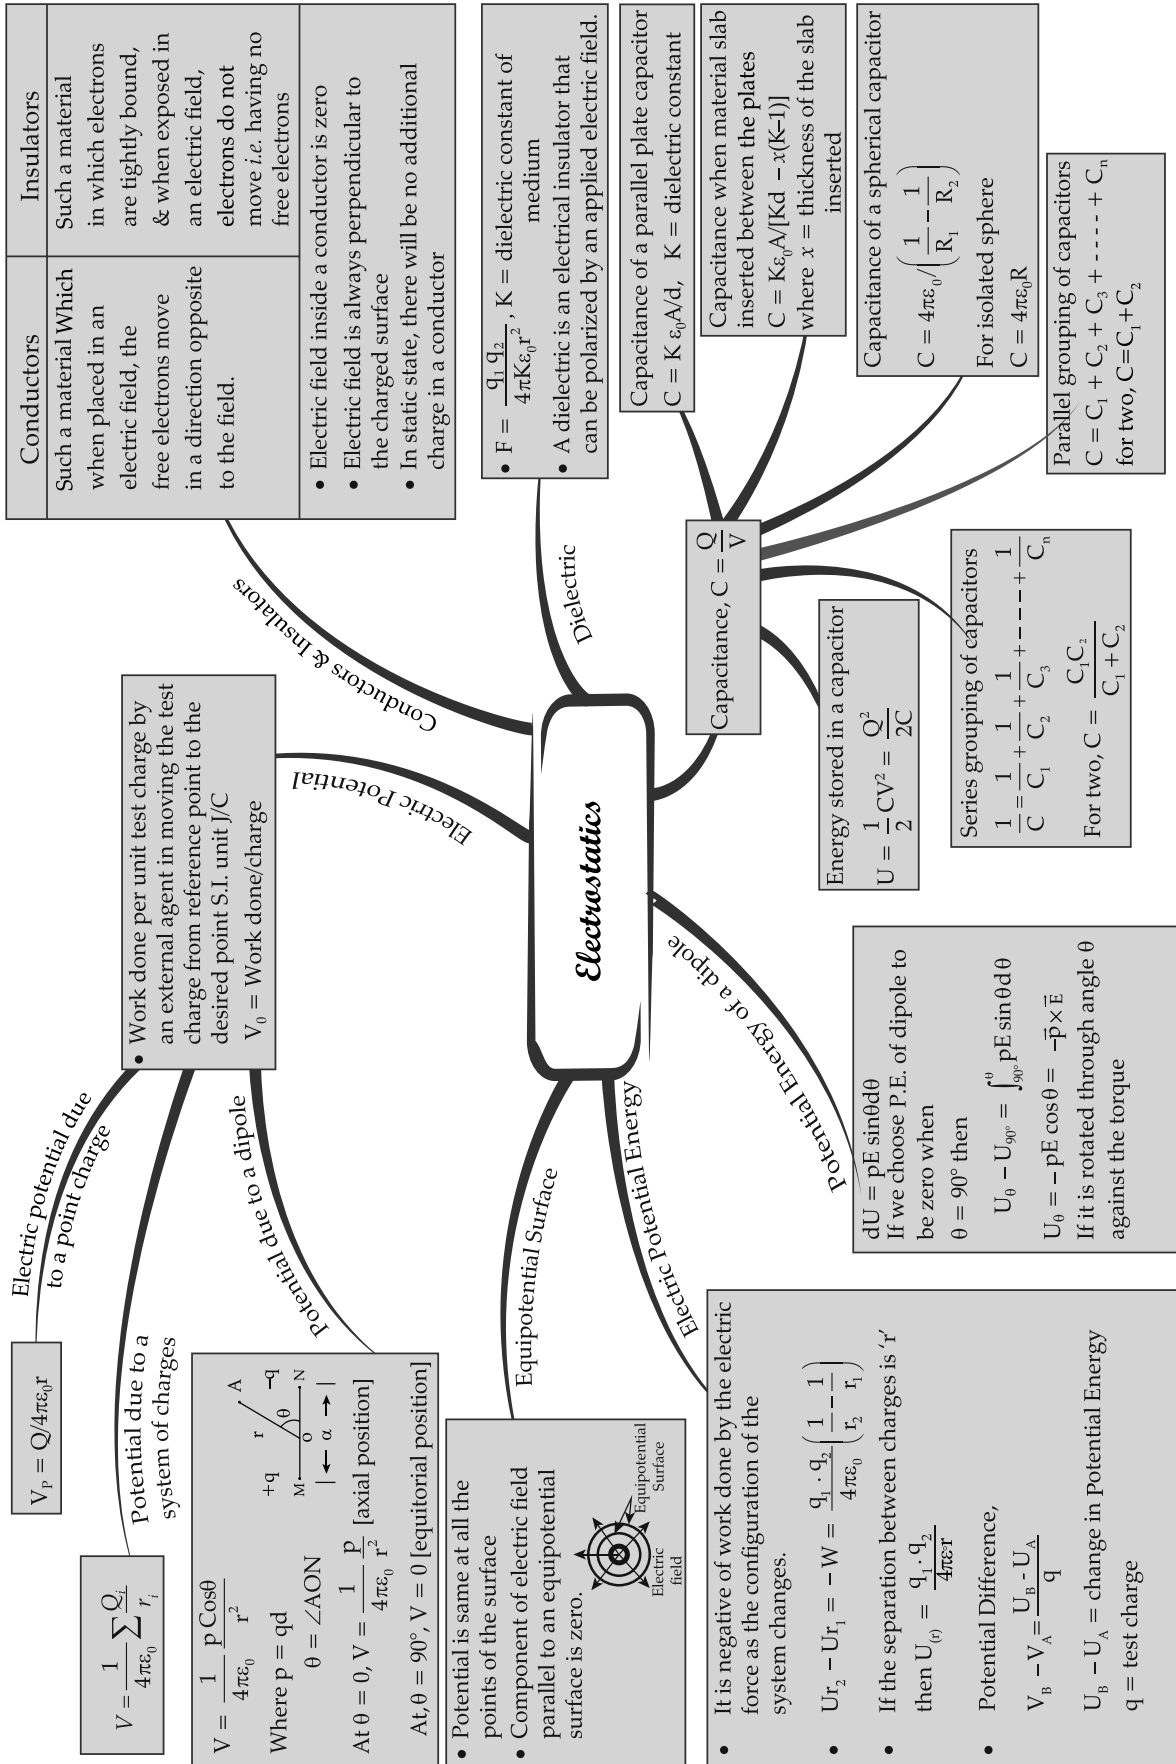 Electrostatics
Conductors & Insulators
Conductors
Such a material Which
when placed in an
electric field, the
free electrons move
in a direction opposite
to the field.
Insulators
Such a material
in which electrons
are tightly bound,
& when exposed in
an electric field,
electrons do not
move i.e. having no
free electrons
• Electric field inside a conductor is zero
• Electric field is always perpendicular to
the charged surface
• In static state, there will be no additional
charge in a conductor
Dielectric
• F = q₁ q₂ / 4πKε₀r² , K = dielectric constant of
medium
• A dielectric is an electrical insulator that
can be polarized by an applied electric field.
Capacitance, C = Q/V
Capacitance of a parallel plate capacitor
C = K ε₀A/d, K = dielectric constant
Capacitance when material slab
inserted between the plates
C = Kε₀A/[Kd − x(K–1)]
where x = thickness of the slab
inserted
Capacitance of a spherical capacitor
C = 4πε₀/(1/R₁ − 1/R₂)
For isolated sphere
C = 4πε₀R
Parallel grouping of capacitors
C = C₁ + C₂ + C₃ + ----- + Cₙ
for two, C=C₁+C₂
Series grouping of capacitors
1/C = 1/C₁ + 1/C₂ + 1/C₃ + ---- + 1/Cₙ
For two, C = C₁C₂ / C₁ + C₂
Energy stored in a capacitor
U = 1/2 CV² = Q²/2C
Potential Energy of a dipole
dU = pE sinθdθ
If we choose P.E. of dipole to
be zero when
θ = 90° then
U_θ − U_90° = ∫_90°^θ pE sin θd θ
U_θ = − pE cos θ = −p̄ × Ē
If it is rotated through angle θ
against the torque
Electric Potential Energy
• It is negative of work done by the electric
force as the configuration of the
system changes.
• Ur₂ − Ur₁ = −W = q₁ . q₂ / 4πε₀ (1/r₂ − 1/r₁)
• If the separation between charges is ‘r’
then U₍ᵣ₎ = q₁ . q₂ / 4πεr
• Potential Difference,
V_B − V_A = U_B − U_A / q
U_B − U_A = change in Potential Energy
q = test charge
Equipotential Surface
• Potential is same at all the
points of the surface
• Component of electric field
parallel to an equipotential
surface is zero.
Electric
field
Equipotential
Surface
Electric Potential
• Work done per unit test charge by
an external agent in moving the test
charge from reference point to the
desired point S.I. unit J/C
V₀ = Work done/charge
Electric potential due
to a point charge
V_P = Q/4πε₀r
Potential due to a
system of charges
V = 1/4πε₀ Σ Qᵢ/rᵢ
Potential due to a dipole
V = 1/4πε₀ p Cosθ/r²
Where p = qd
θ = ∠AON
At θ = 0, V = 1/4πε₀ p/r² [axial position]
At, θ = 90°, V = 0 [equitorial position]
A
r
+q
θ
−q
M
O
N
|← α →|